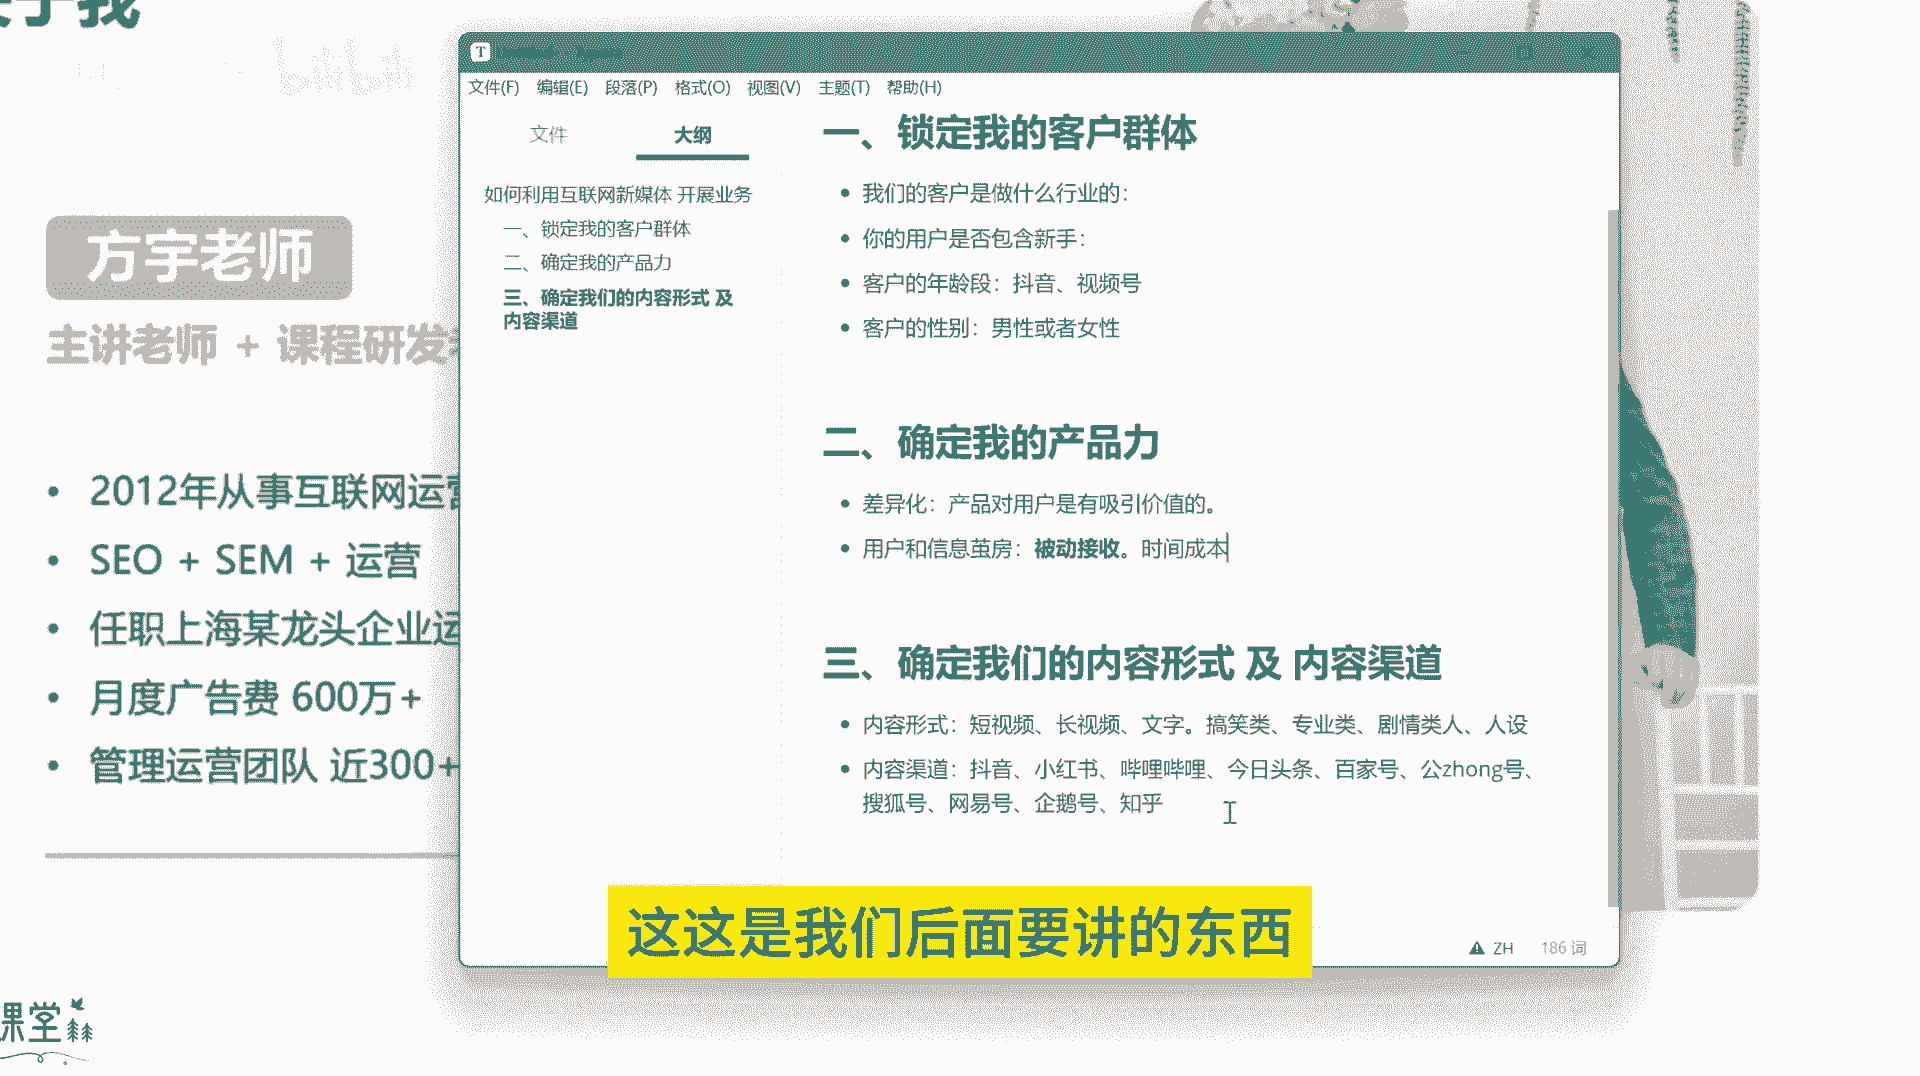 于我
bilibili
方宇老师
主讲老师 + 课程研发
• 2012年从事互联网运营
• SEO + SEM + 运营
• 任职上海某龙头企业运
• 月度广告费 600万+
• 管理运营团队 近300+
课堂
T
文件(F) 编辑(E) 段落(P) 格式(O) 视图(V) 主题(T) 帮助(H)
文件 大纲
如何利用互联网新媒体 开展业务
一、锁定我的客户群体
二、确定我的产品力
三、确定我们的内容形式 及
内容渠道
一、锁定我的客户群体
• 我们的客户是做什么行业的：
• 你的用户是否包含新手：
• 客户的年龄段：抖音、视频号
• 客户的性别：男性或者女性
二、确定我的产品力
• 差异化：产品对用户是有吸引价值的。
• 用户和信息茧房：被动接收。时间成本
三、确定我们的内容形式 及 内容渠道
• 内容形式：短视频、长视频、文字。搞笑类、专业类、剧情类人、人设
• 内容渠道：抖音、小红书、哔哩哔哩、今日头条、百家号、公zhong号、
搜狐号、网易号、企鹅号、知乎
ZH 186 词
这这是我们后面要讲的东西